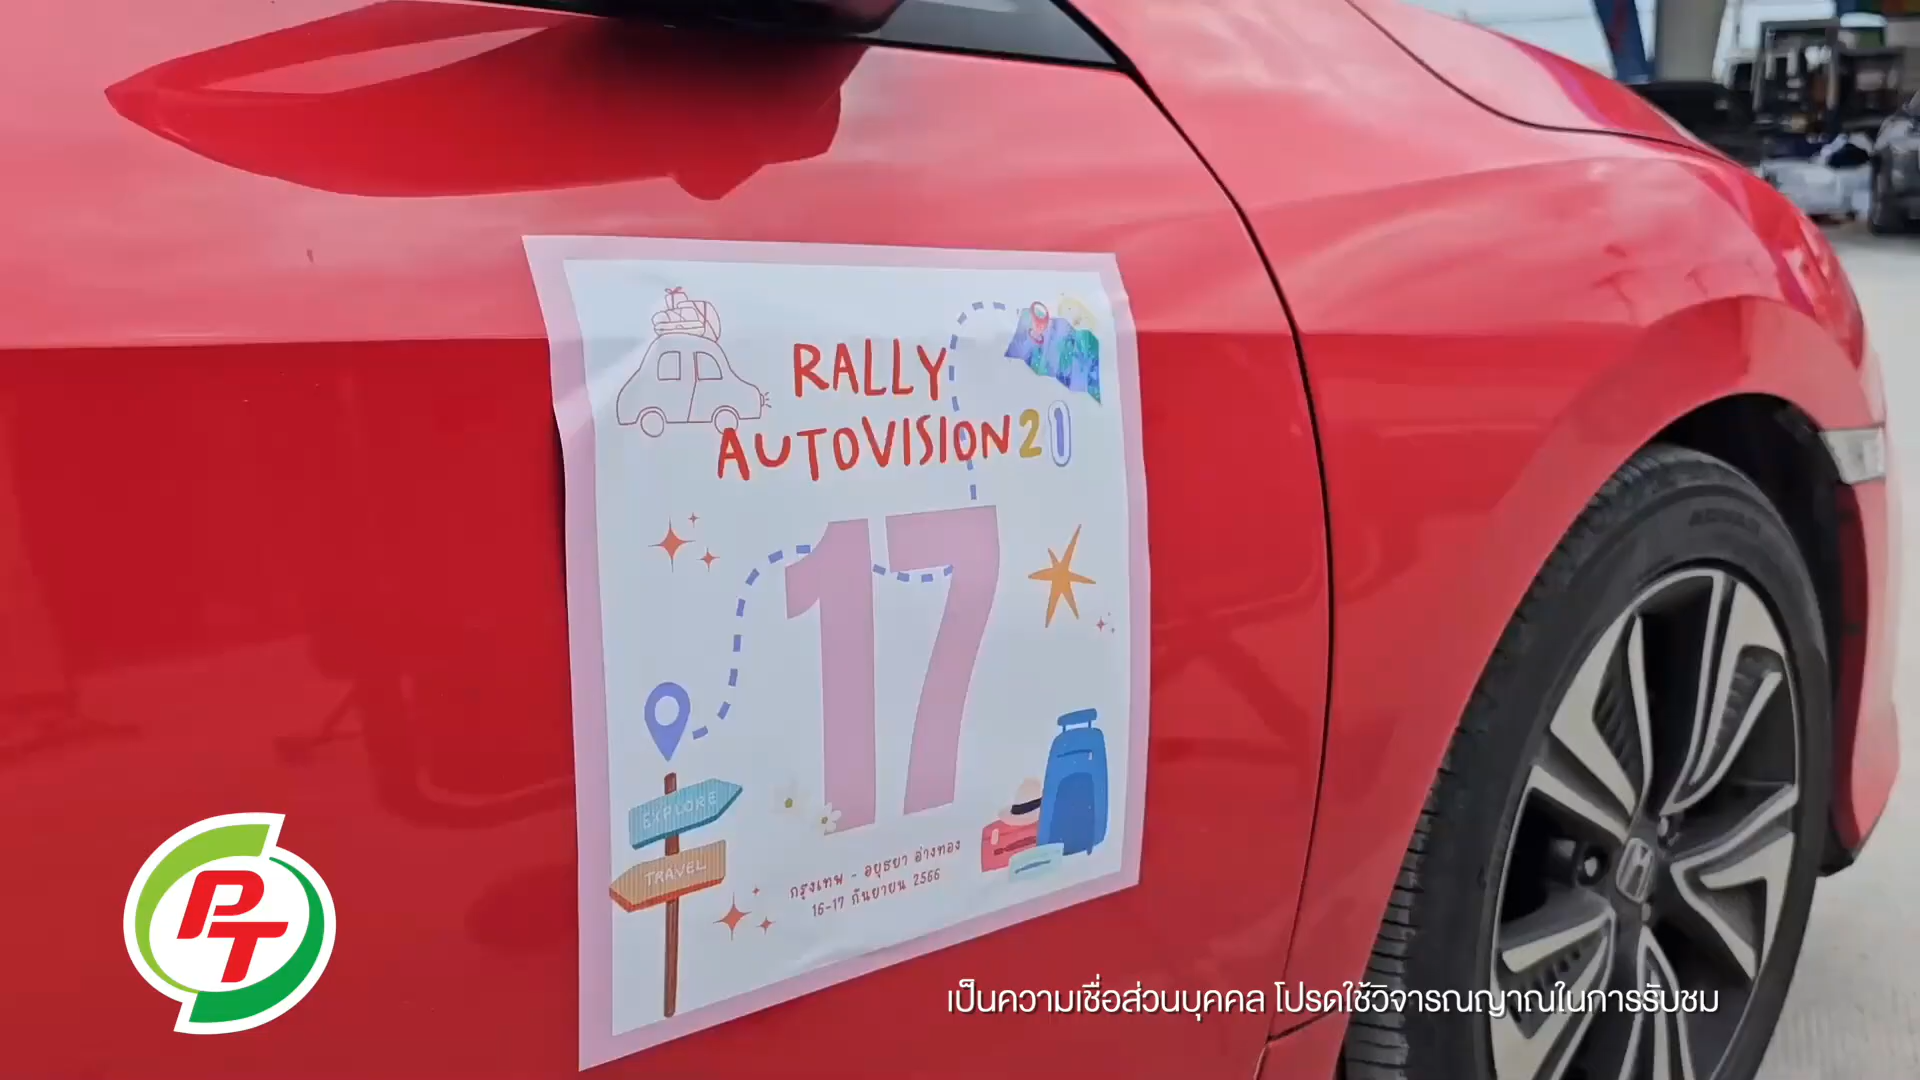 RALLY
AUTOVISION 21
17
EXPLORE
TRAVEL
กรุงเทพ - อยุธยา อ่างทอง
16-17 กันยายน 2566
PT
เป็นความเชื่อส่วนบุคคล โปรดใช้วิจารณญาณในการรับชม